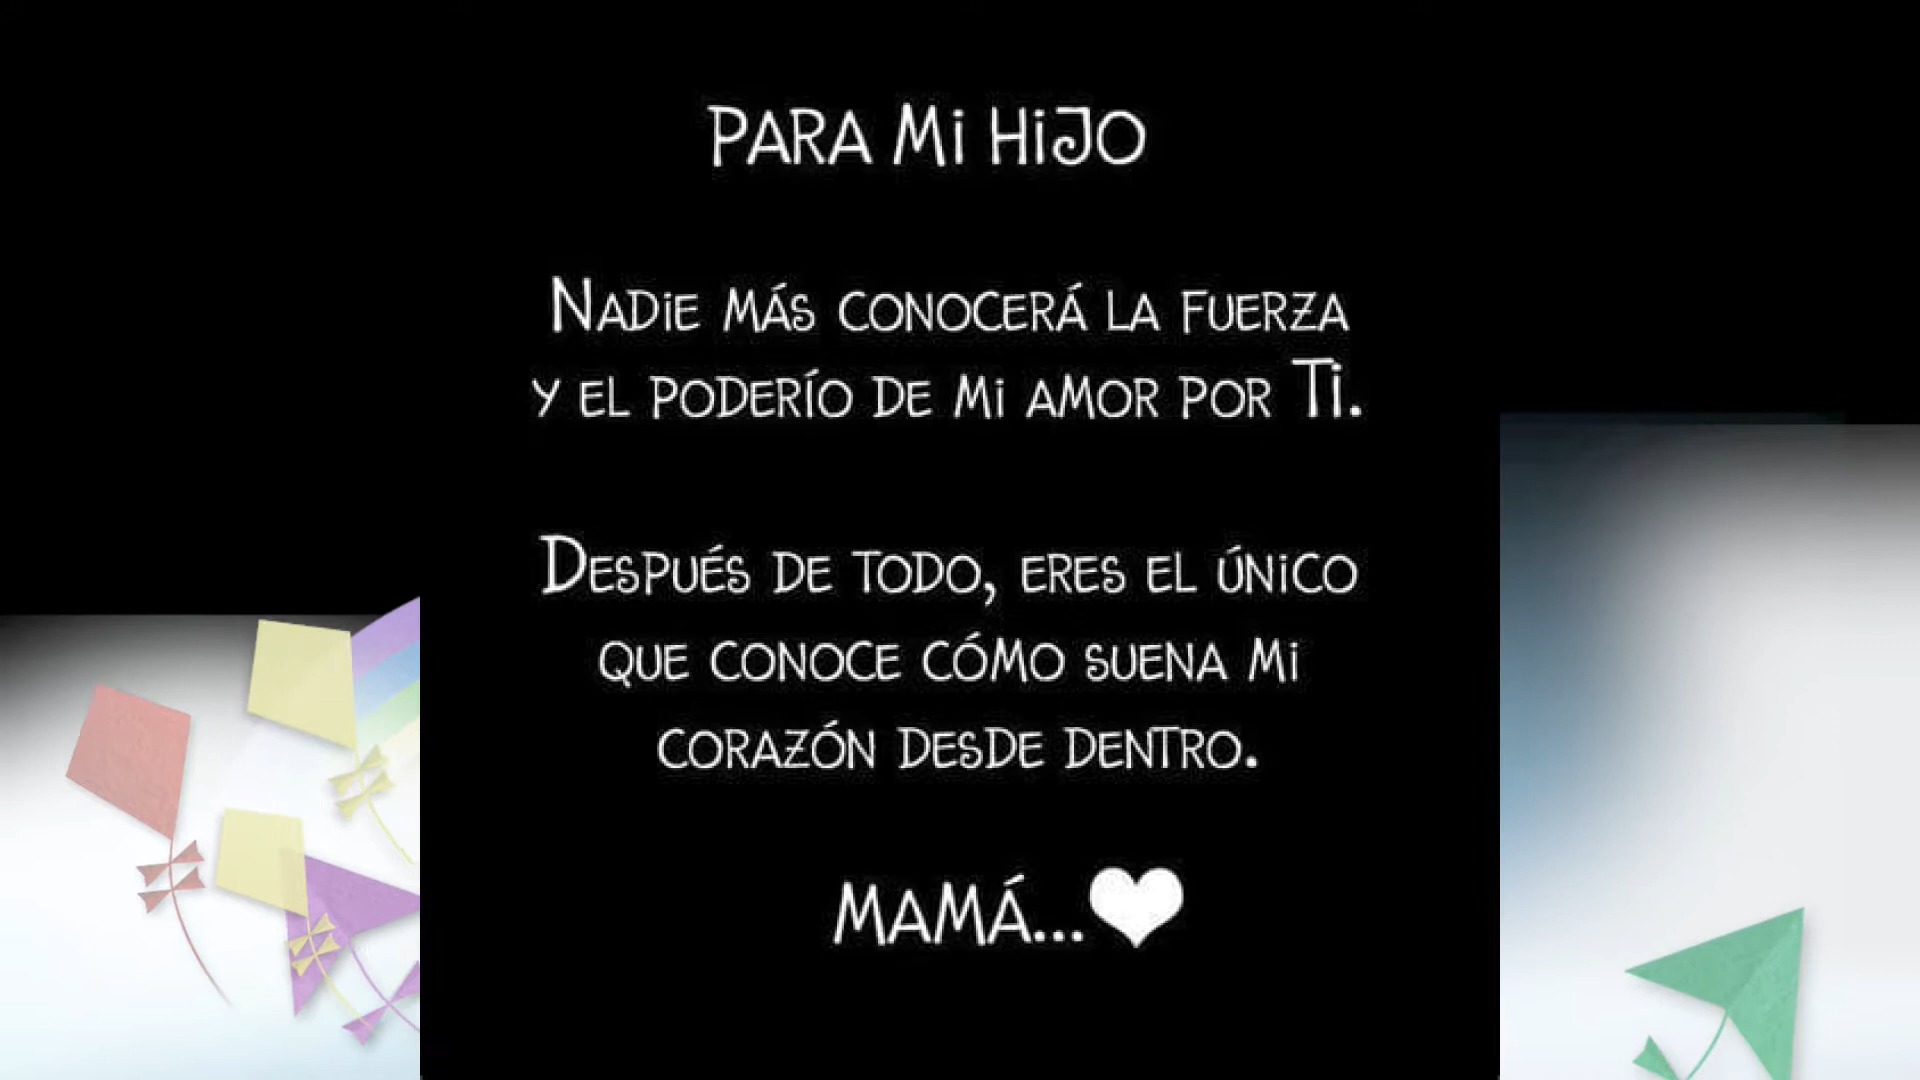 PARA Mi HiJO
NADiE MÁS CONOCERÁ LA FUERZA
Y EL PODERÍO DE Mi AMOR POR Ti.
DESPUÉS DE TODO, ERES EL ÚNiCO
QUE CONOCE CÓMO SUENA Mi
CORAZÓN DESDE DENTRO.
MAMÁ...♥